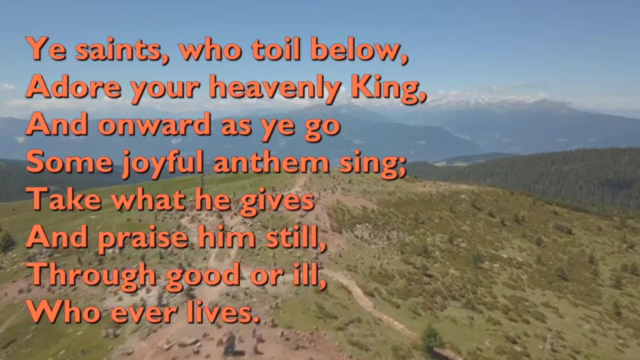 Ye saints, who toil below,
Adore your heavenly King,
And onward as ye go
Some joyful anthem sing;
Take what he gives
And praise him still,
Through good or ill,
Who ever lives.